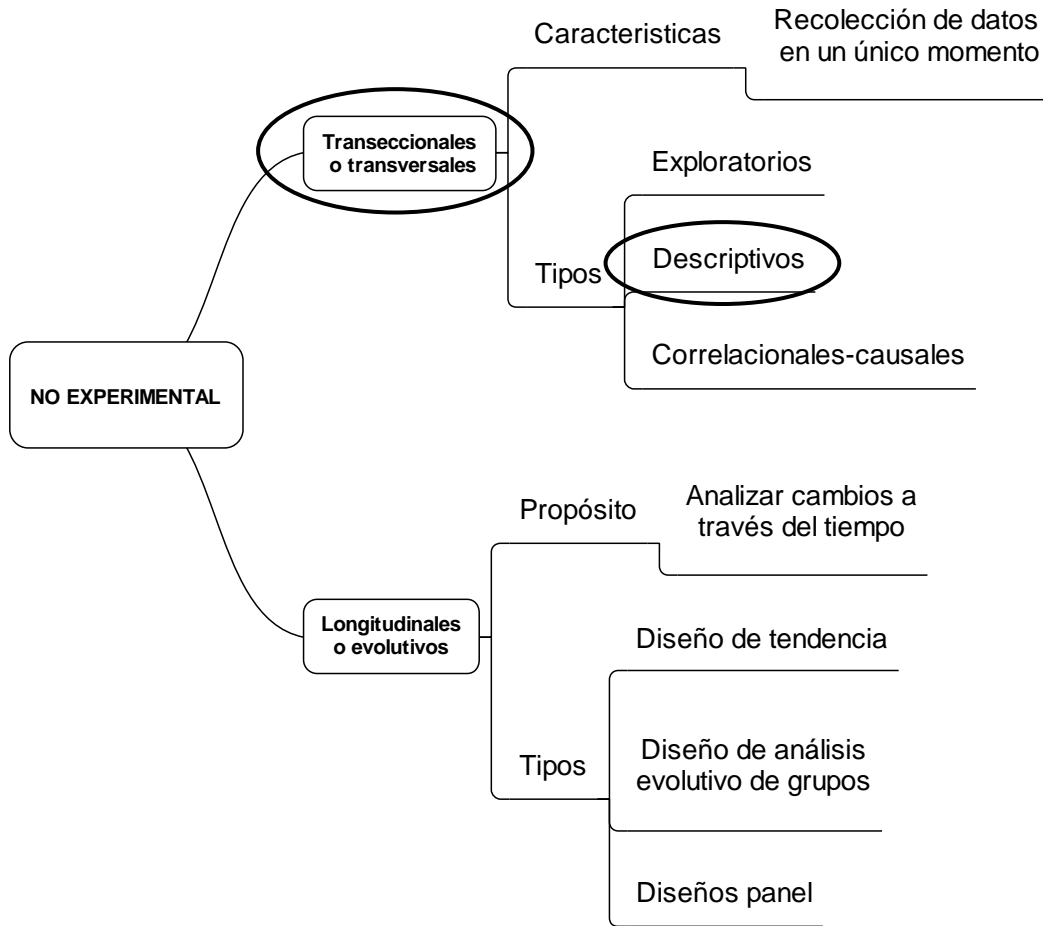 Caracteristicas
Recolección de datos
en un único momento
Transeccionales
o transversales
Exploratorios
Tipos
Descriptivos
Correlacionales-causales
NO EXPERIMENTAL
Propósito
Analizar cambios a
través del tiempo
Longitudinales
o evolutivos
Diseño de tendencia
Tipos
Diseño de análisis
evolutivo de grupos
Diseños panel